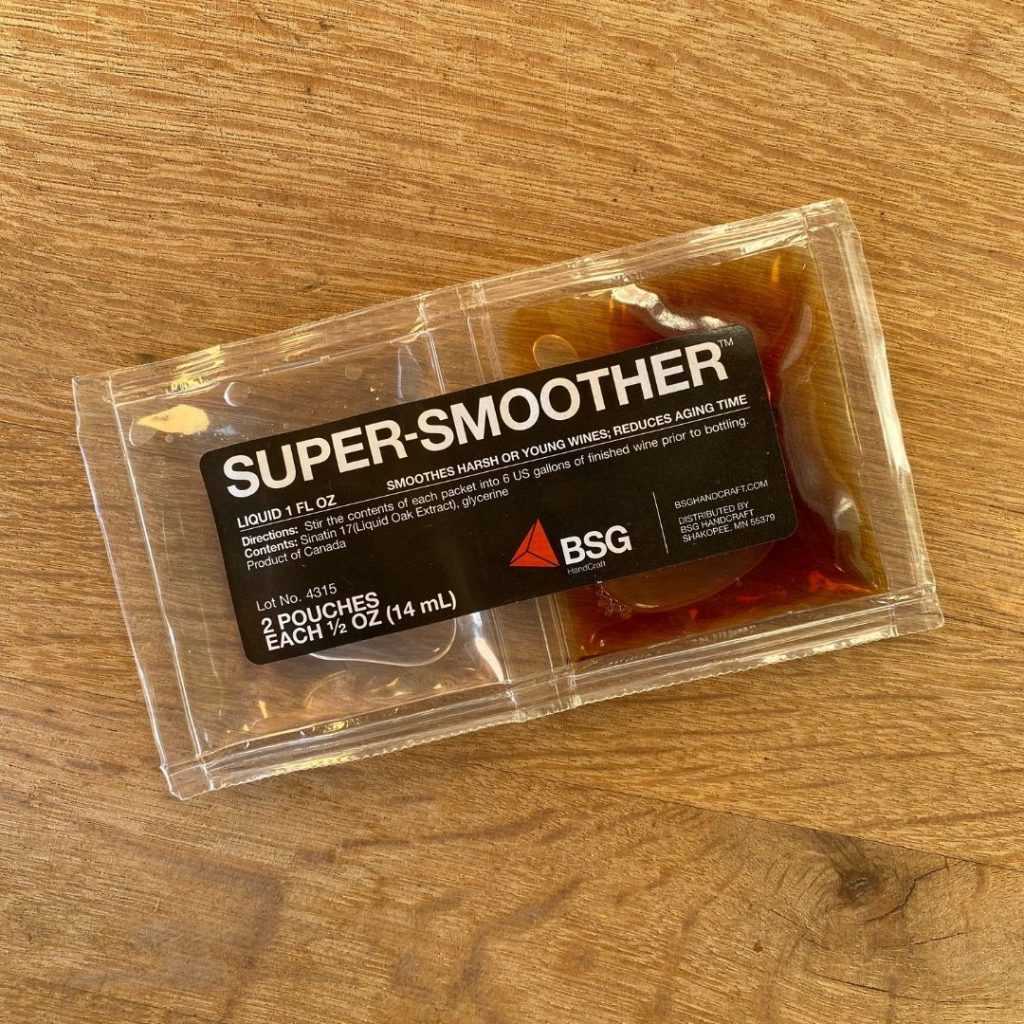 SUPER-SMOOTHER™
LIQUID 1 FL OZ
SMOOTHES HARSH OR YOUNG WINES; REDUCES AGING TIME
Directions: Stir the contents of each packet into 6 US gallons of finished wine prior to bottling.
Contents: Sinatin 17(Liquid Oak Extract), glycerine
Product of Canada
Lot No. 4315
2 POUCHES
EACH ½ OZ (14 mL)
BSG
HandCraft
BSGHANDCRAFT.COM
DISTRIBUTED BY
BSG HANDCRAFT
SHAKOPEE, MN 55379